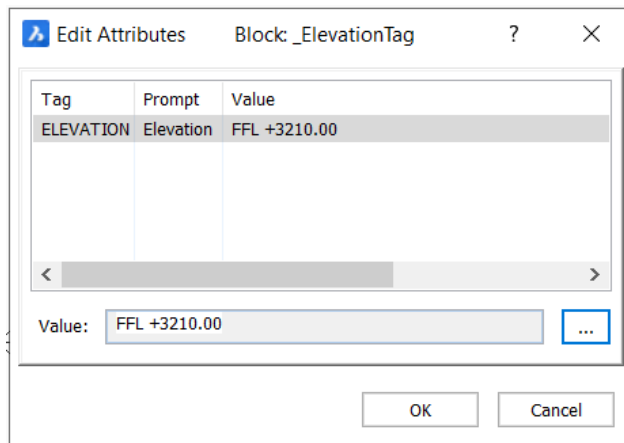 Edit Attributes Block: _ElevationTag ?
Tag Prompt Value
ELEVATION Elevation FFL +3210.00
Value: FFL +3210.00 ...
OK Cancel